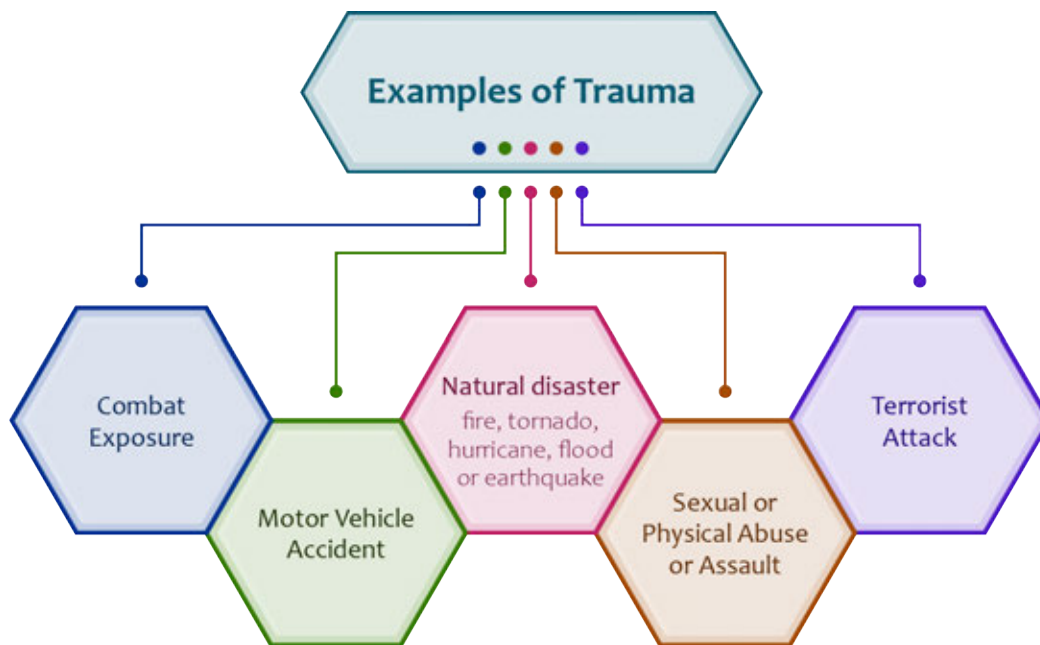 Examples of Trauma
Combat
Exposure
Motor Vehicle
Accident
Natural disaster
fire, tornado,
hurricane, flood
or earthquake
Sexual or
Physical Abuse
or Assault
Terrorist
Attack